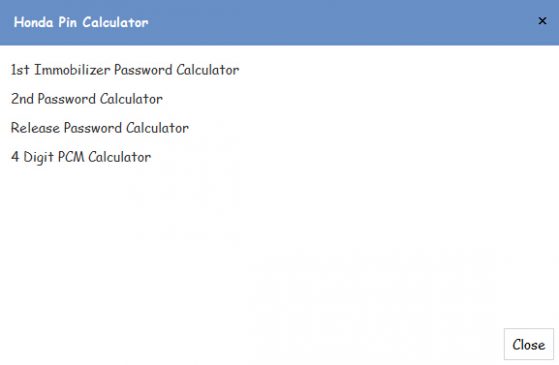 Honda Pin Calculator
×
1st Immobilizer Password Calculator
2nd Password Calculator
Release Password Calculator
4 Digit PCM Calculator
Close